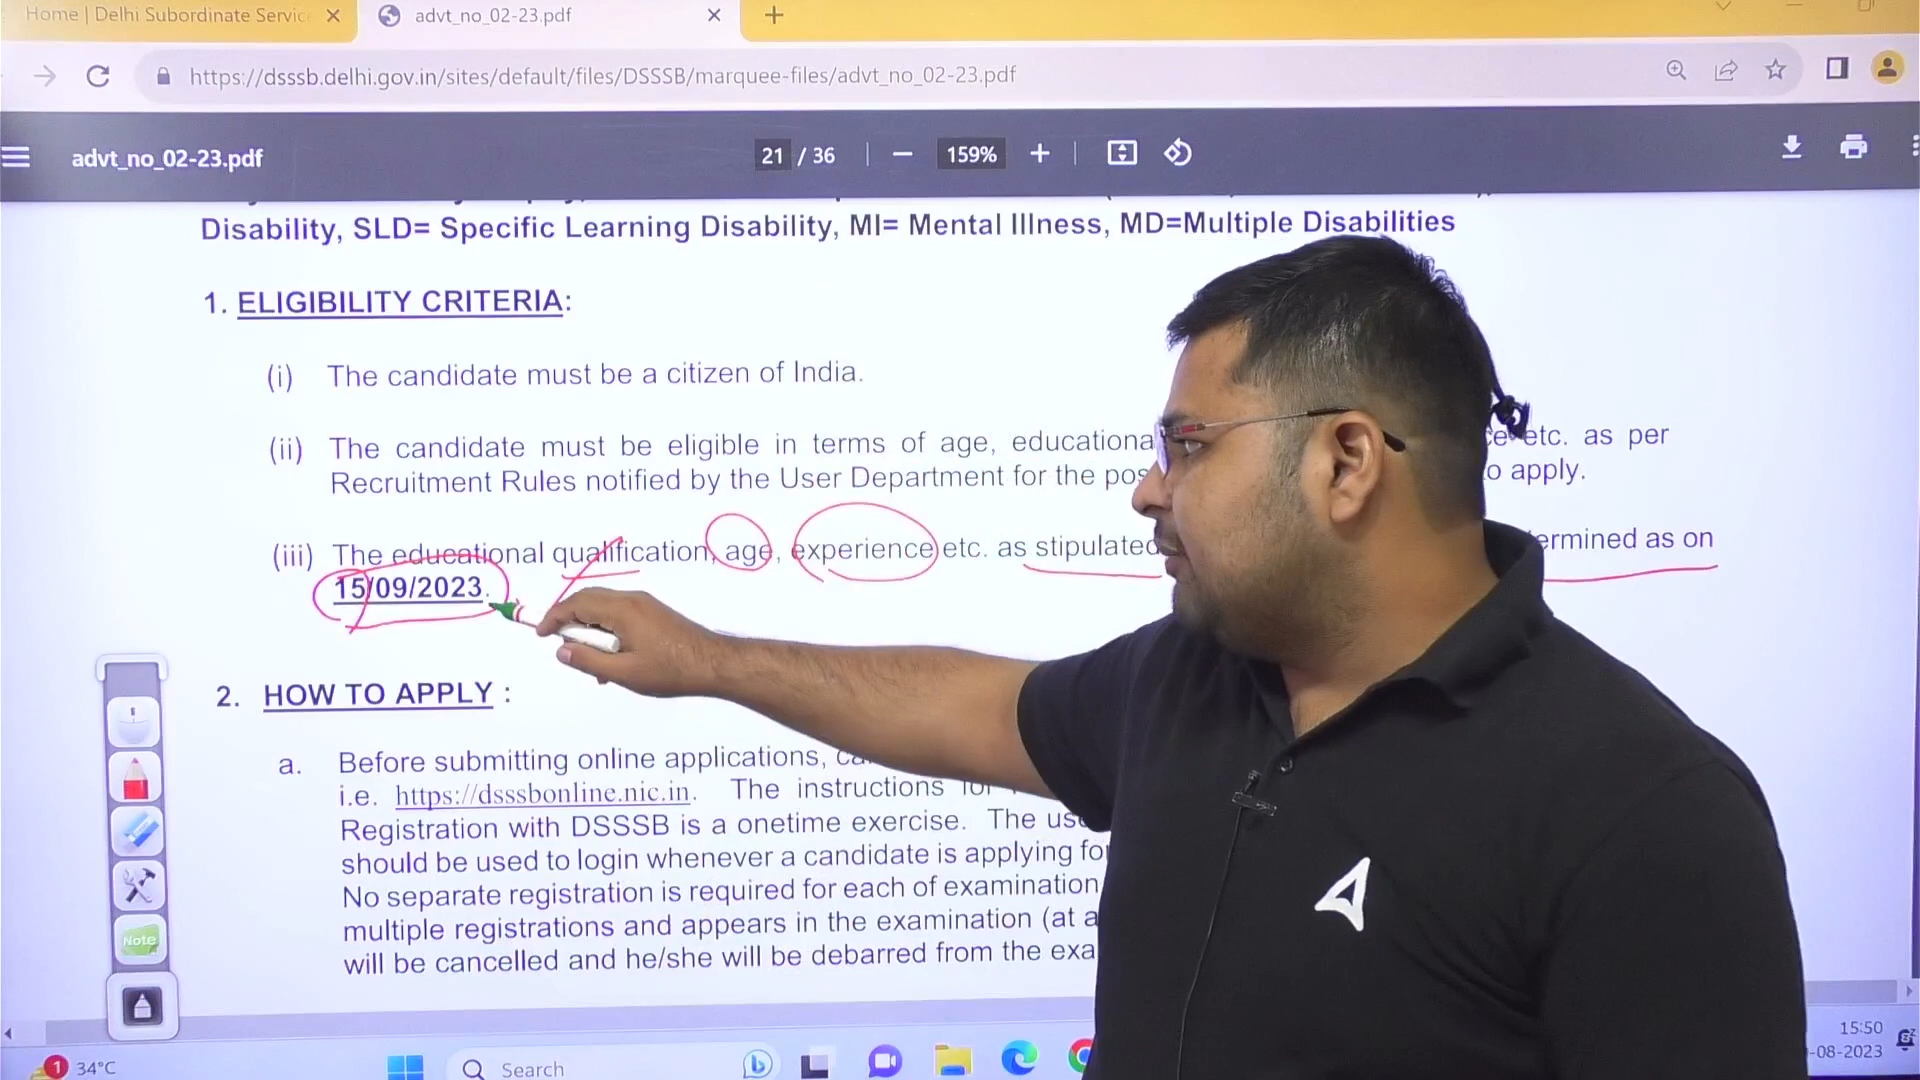 Home | Delhi Subordinate Servic
advt_no_02-23.pdf
https://dsssb.delhi.gov.in/sites/default/files/DSSSB/marquee-files/advt_no_02-23.pdf
advt_no_02-23.pdf
21 / 36
159%
Disability, SLD= Specific Learning Disability, MI= Mental Illness, MD=Multiple Disabilities
1. ELIGIBILITY CRITERIA:
(i) The candidate must be a citizen of India.
(ii) The candidate must be eligible in terms of age, educationa etc. as per
Recruitment Rules notified by the User Department for the pos to apply.
(iii) The educational qualification, age, experience etc. as stipulated ermined as on
15/09/2023.
2. HOW TO APPLY :
a. Before submitting online applications,
i.e. https://dsssbonline.nic.in. The instructions
Registration with DSSSB is a onetime exercise. The use
should be used to login whenever a candidate is applying for
No separate registration is required for each of examination
multiple registrations and appears in the examination (at a
will be cancelled and he/she will be debarred from the exa
Note
1 34°C
Search
15:50
-08-2023